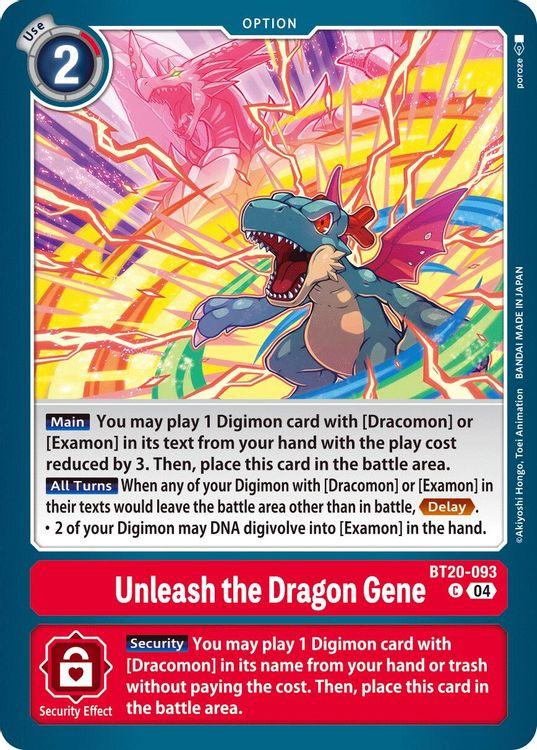 OPTION
Use
2
poroze
Main You may play 1 Digimon card with [Dracomon] or
[Examon] in its text from your hand with the play cost
reduced by 3. Then, place this card in the battle area.
All Turns When any of your Digimon with [Dracomon] or [Examon] in
their texts would leave the battle area other than in battle, Delay.
・2 of your Digimon may DNA digivolve into [Examon] in the hand.
©Akiyoshi Hongo, Toei Animation BANDAI MADE IN JAPAN
BT20-093
Unleash the Dragon Gene C 04
Security You may play 1 Digimon card with
[Dracomon] in its name from your hand or trash
without paying the cost. Then, place this card in
the battle area.
Security Effect